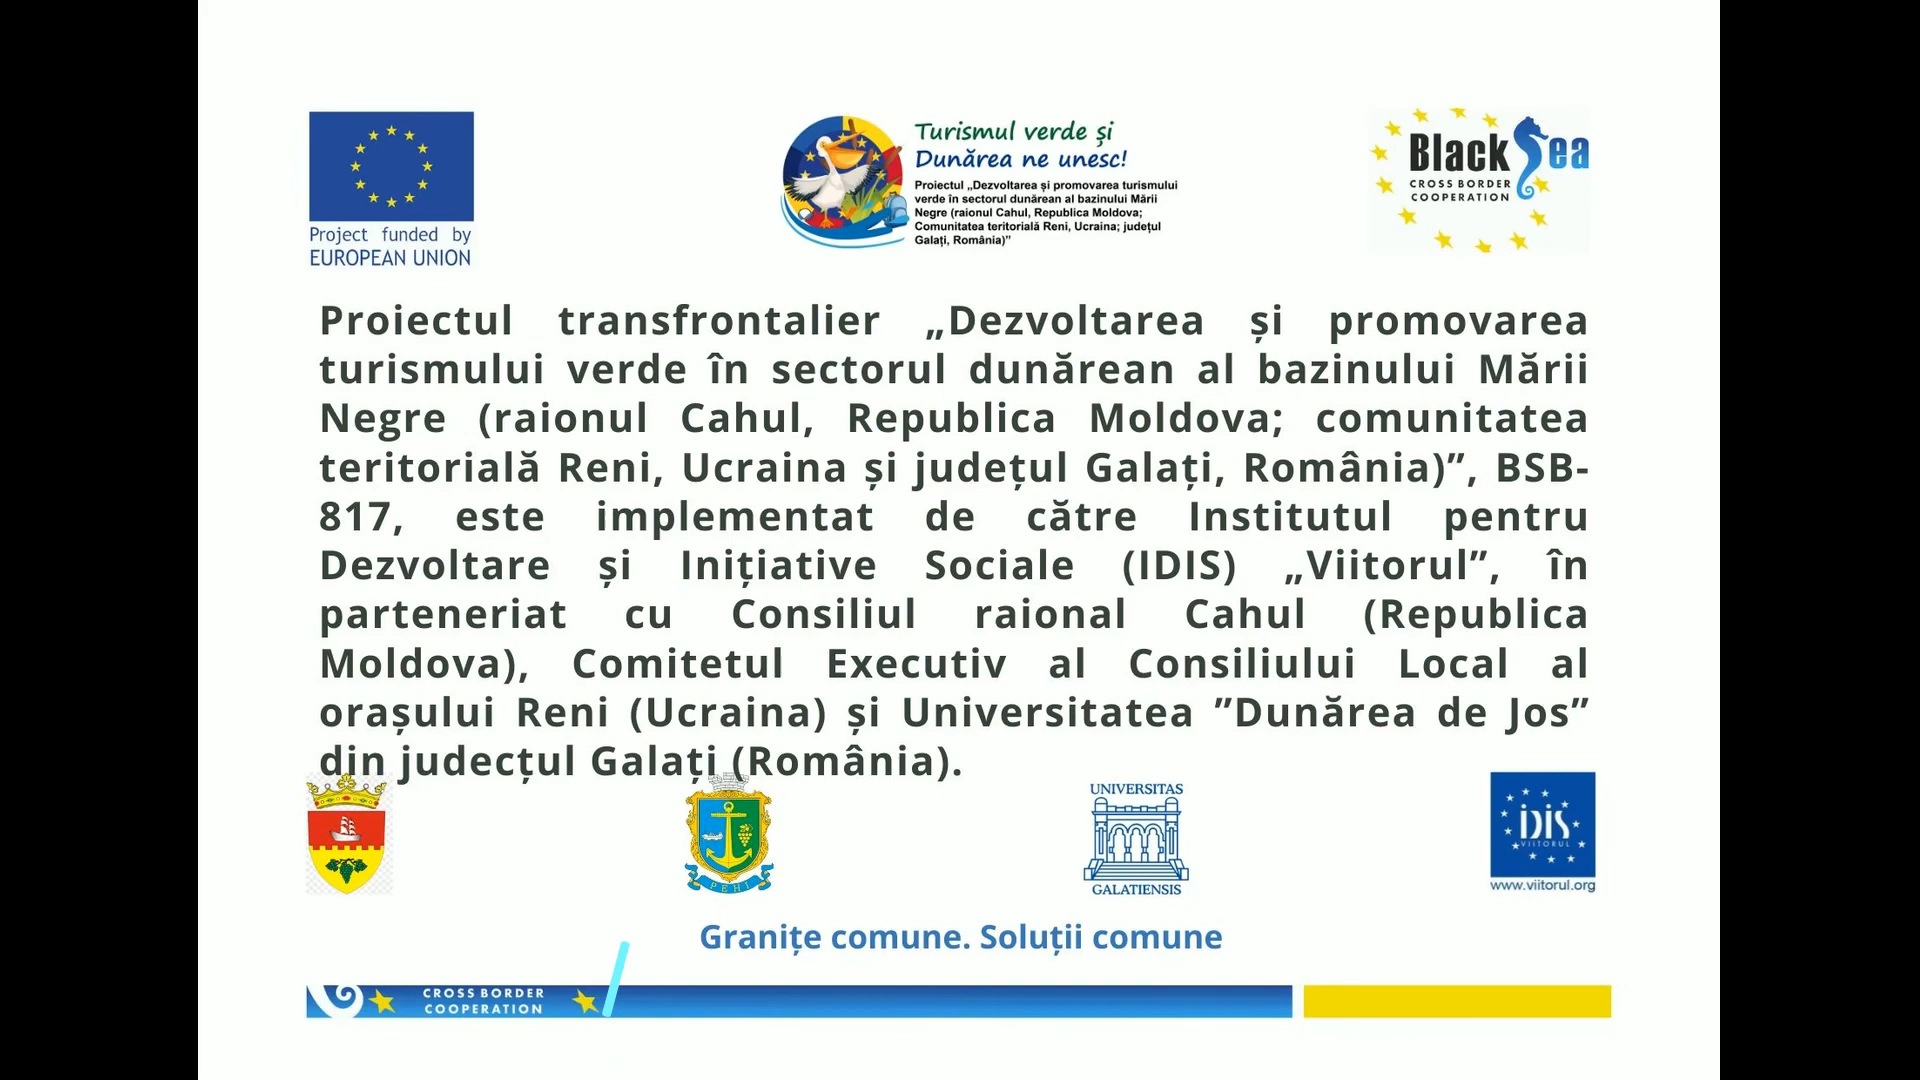 Project funded by
EUROPEAN UNION
Turismul verde și
Dunărea ne unesc!
Proiectul „Dezvoltarea și promovarea turismului
verde în sectorul dunărean al bazinului Mării
Negre (raionul Cahul, Republica Moldova;
Comunitatea teritorială Reni, Ucraina; județul
Galați, România)”
Black Sea
CROSS BORDER
COOPERATION
Proiectul transfrontalier „Dezvoltarea și promovarea
turismului verde în sectorul dunărean al bazinului Mării
Negre (raionul Cahul, Republica Moldova; comunitatea
teritorială Reni, Ucraina și județul Galați, România)”, BSB-
817, este implementat de către Institutul pentru
Dezvoltare și Inițiative Sociale (IDIS) „Viitorul”, în
parteneriat cu Consiliul raional Cahul (Republica
Moldova), Comitetul Executiv al Consiliului Local al
orașului Reni (Ucraina) și Universitatea ”Dunărea de Jos”
din judecțul Galați (România).
РЕНІ
UNIVERSITAS
GALATIENSIS
iDiS
VIITORUL
www.viitorul.org
Granițe comune. Soluții comune
CROSS BORDER
COOPERATION